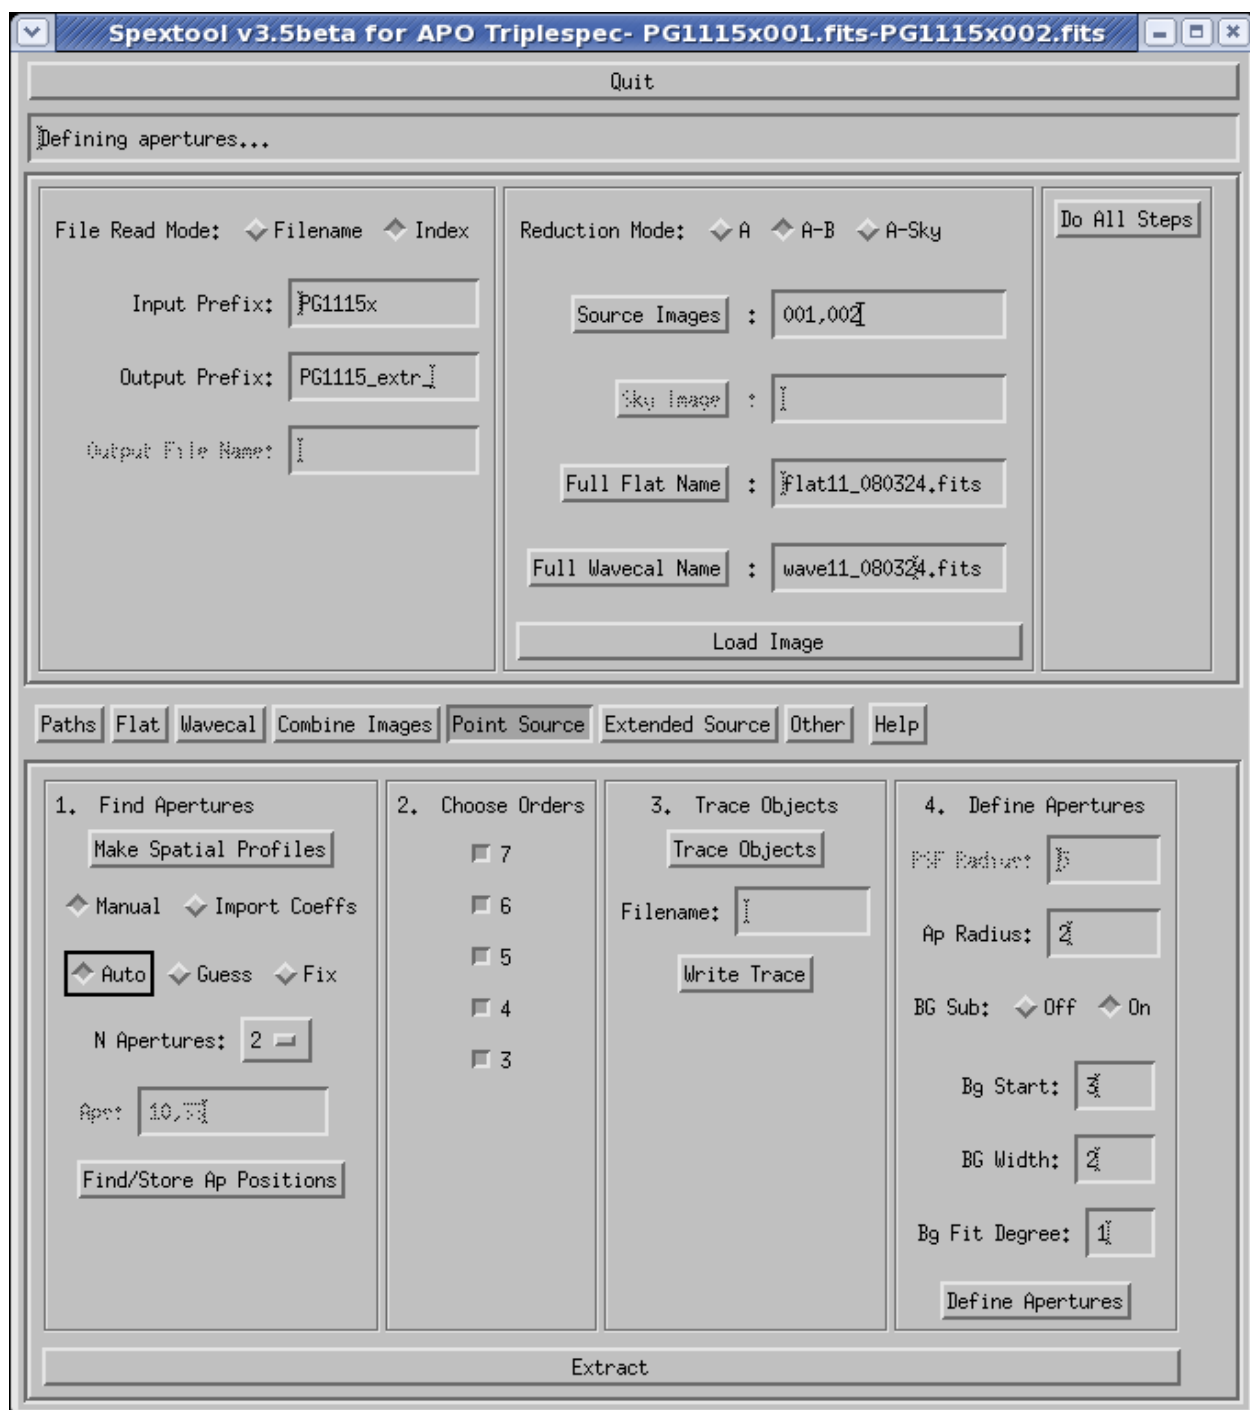 Spextool v3.5beta for APO Triplespec- PG1115x001.fits-PG1115x002.fits
Quit
Defining apertures...
File Read Mode: Filename Index
Input Prefix: PG1115x
Output Prefix: PG1115_extr_
Output File Name:
Reduction Mode: A A-B A-Sky
Source Images : 001,002
Sky Image :
Full Flat Name : flat11_080324.fits
Full Wavecal Name : wave11_080324.fits
Load Image
Do All Steps
Paths Flat Wavecal Combine Images Point Source Extended Source Other Help
1. Find Apertures
Make Spatial Profiles
Manual Import Coeffs
Auto Guess Fix
N Apertures: 2
Aps:
Find/Store Ap Positions
2. Choose Orders
7
6
5
4
3
3. Trace Objects
Trace Objects
Filename:
Write Trace
4. Define Apertures
PSF Radius:
Ap Radius: 2
BG Sub: Off On
Bg Start: 3
BG Width: 2
Bg Fit Degree: 1
Define Apertures
Extract